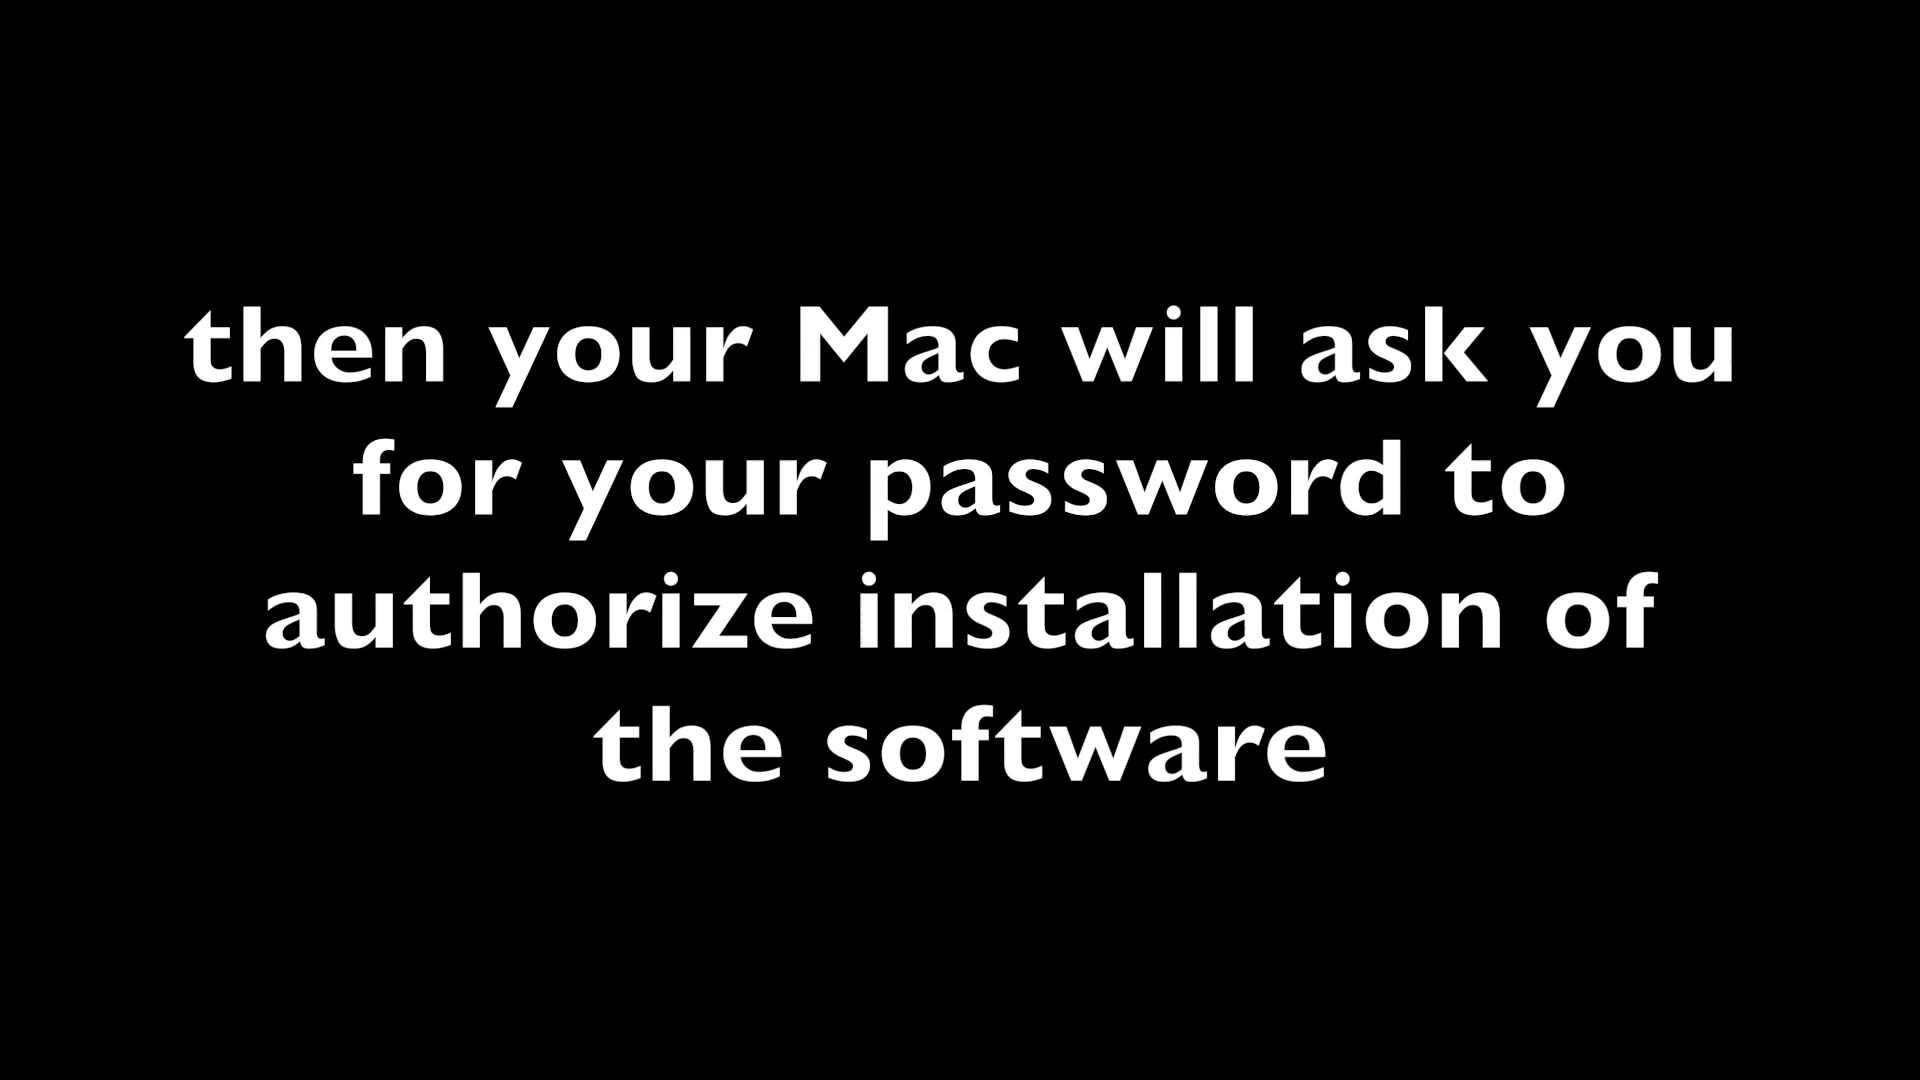 then your Mac will ask you
for your password to
authorize installation of
the software